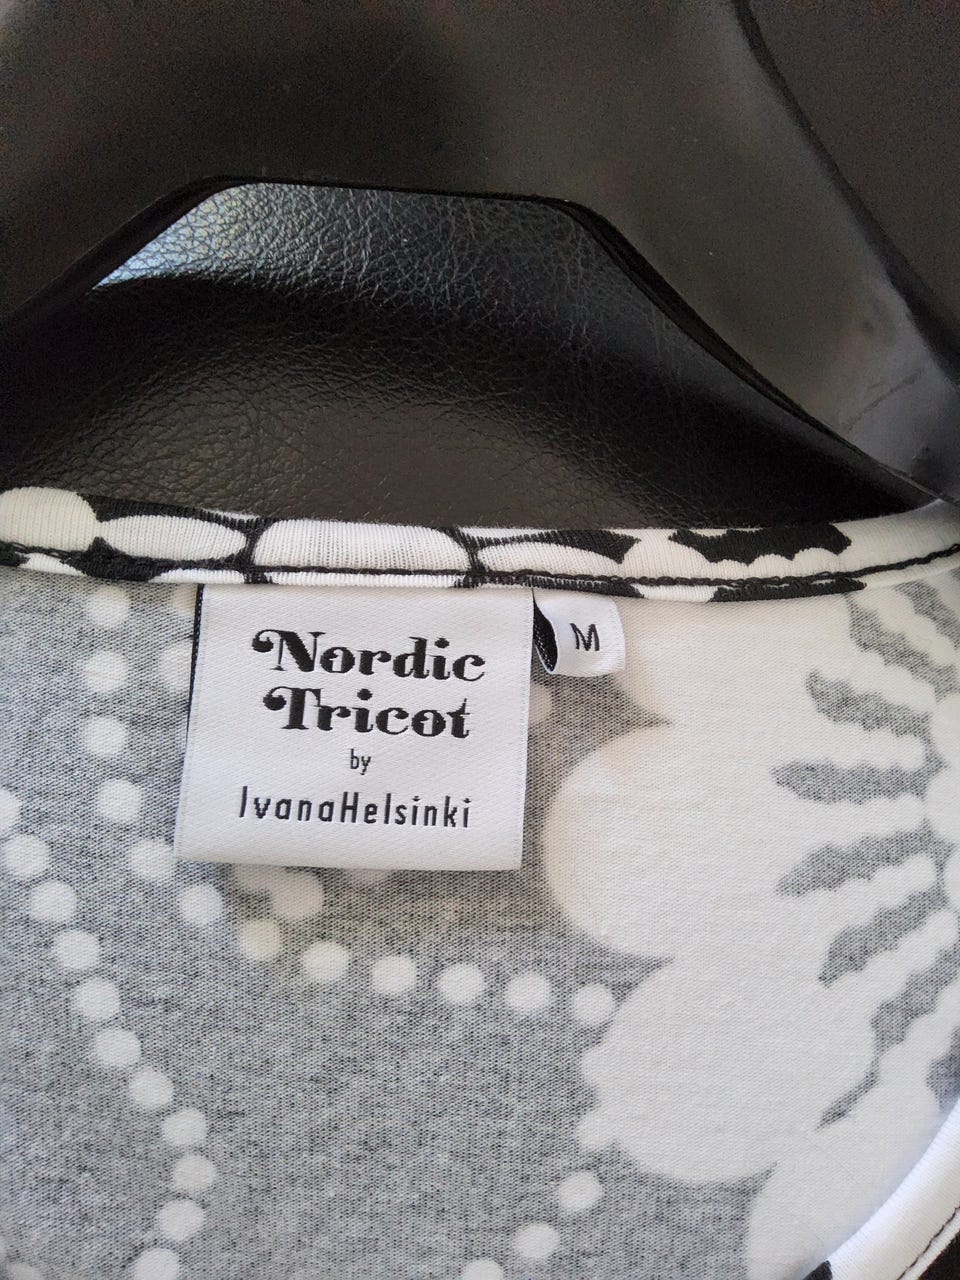 Nordic
Tricot
by
IvanaHelsinki
M